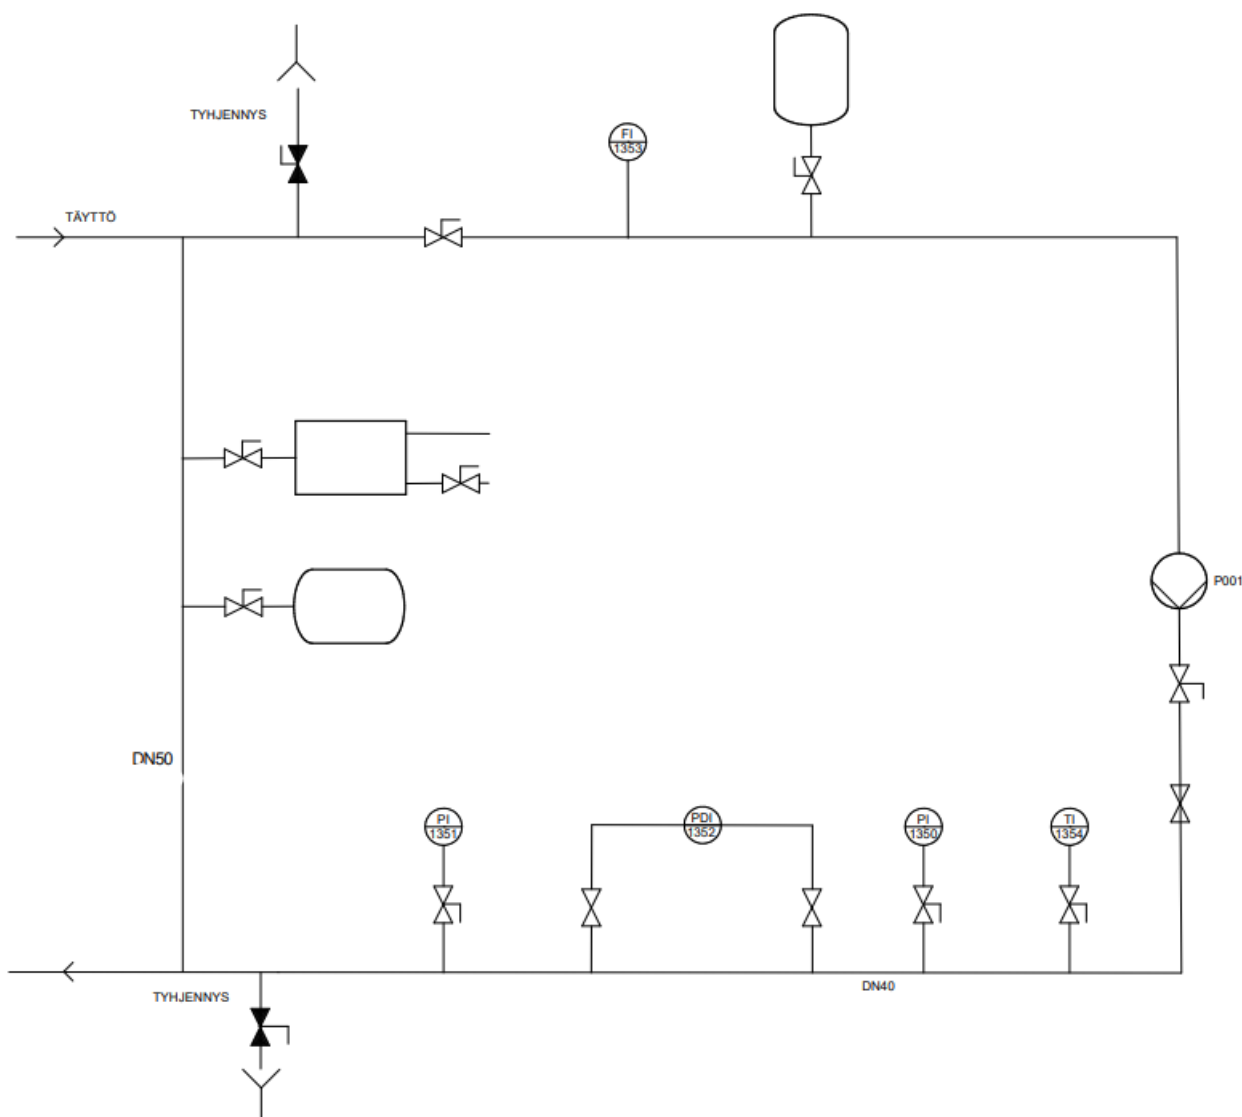 TYHJENNYS
FI
1353
TÄYTTÖ
P001
DN50
PI
1351
PDI
1352
PI
1350
TI
1354
DN40
TYHJENNYS